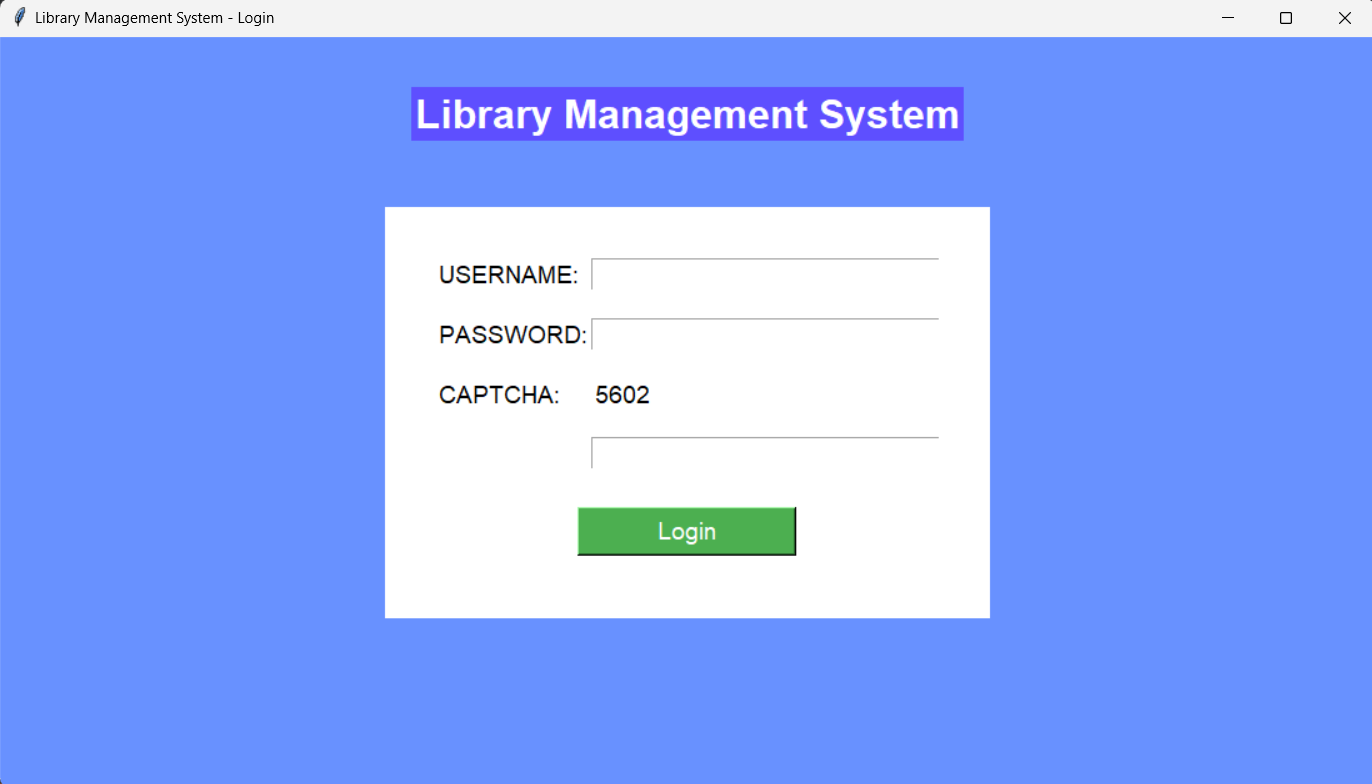 Library Management System - Login
Library Management System
USERNAME:
PASSWORD:
CAPTCHA: 5602
Login